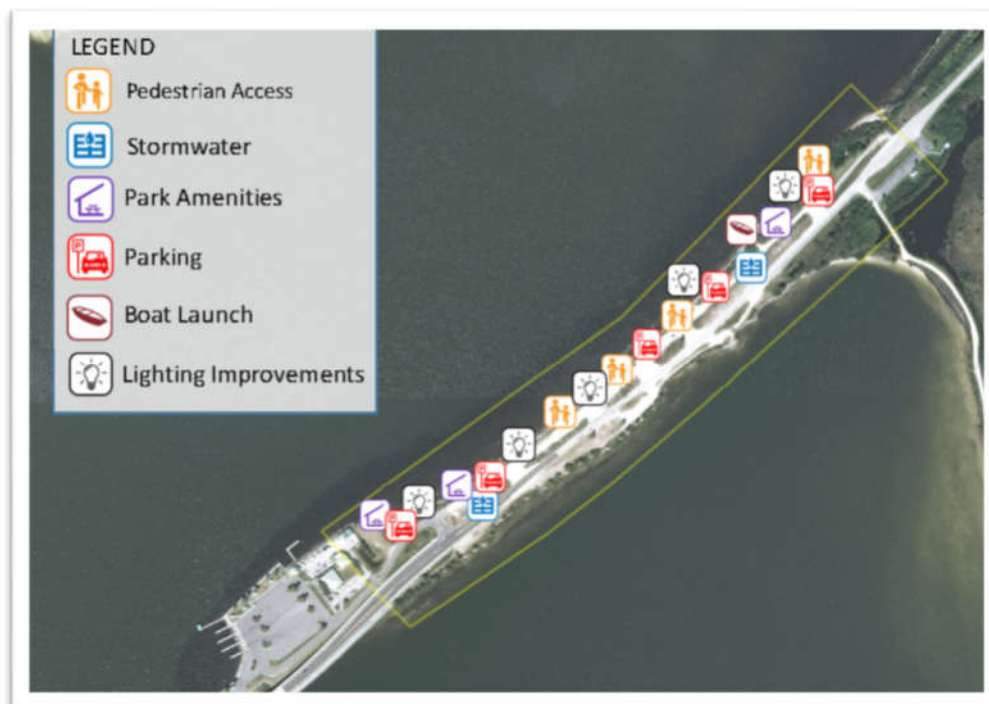 LEGEND
Pedestrian Access
Stormwater
Park Amenities
Parking
Boat Launch
Lighting Improvements